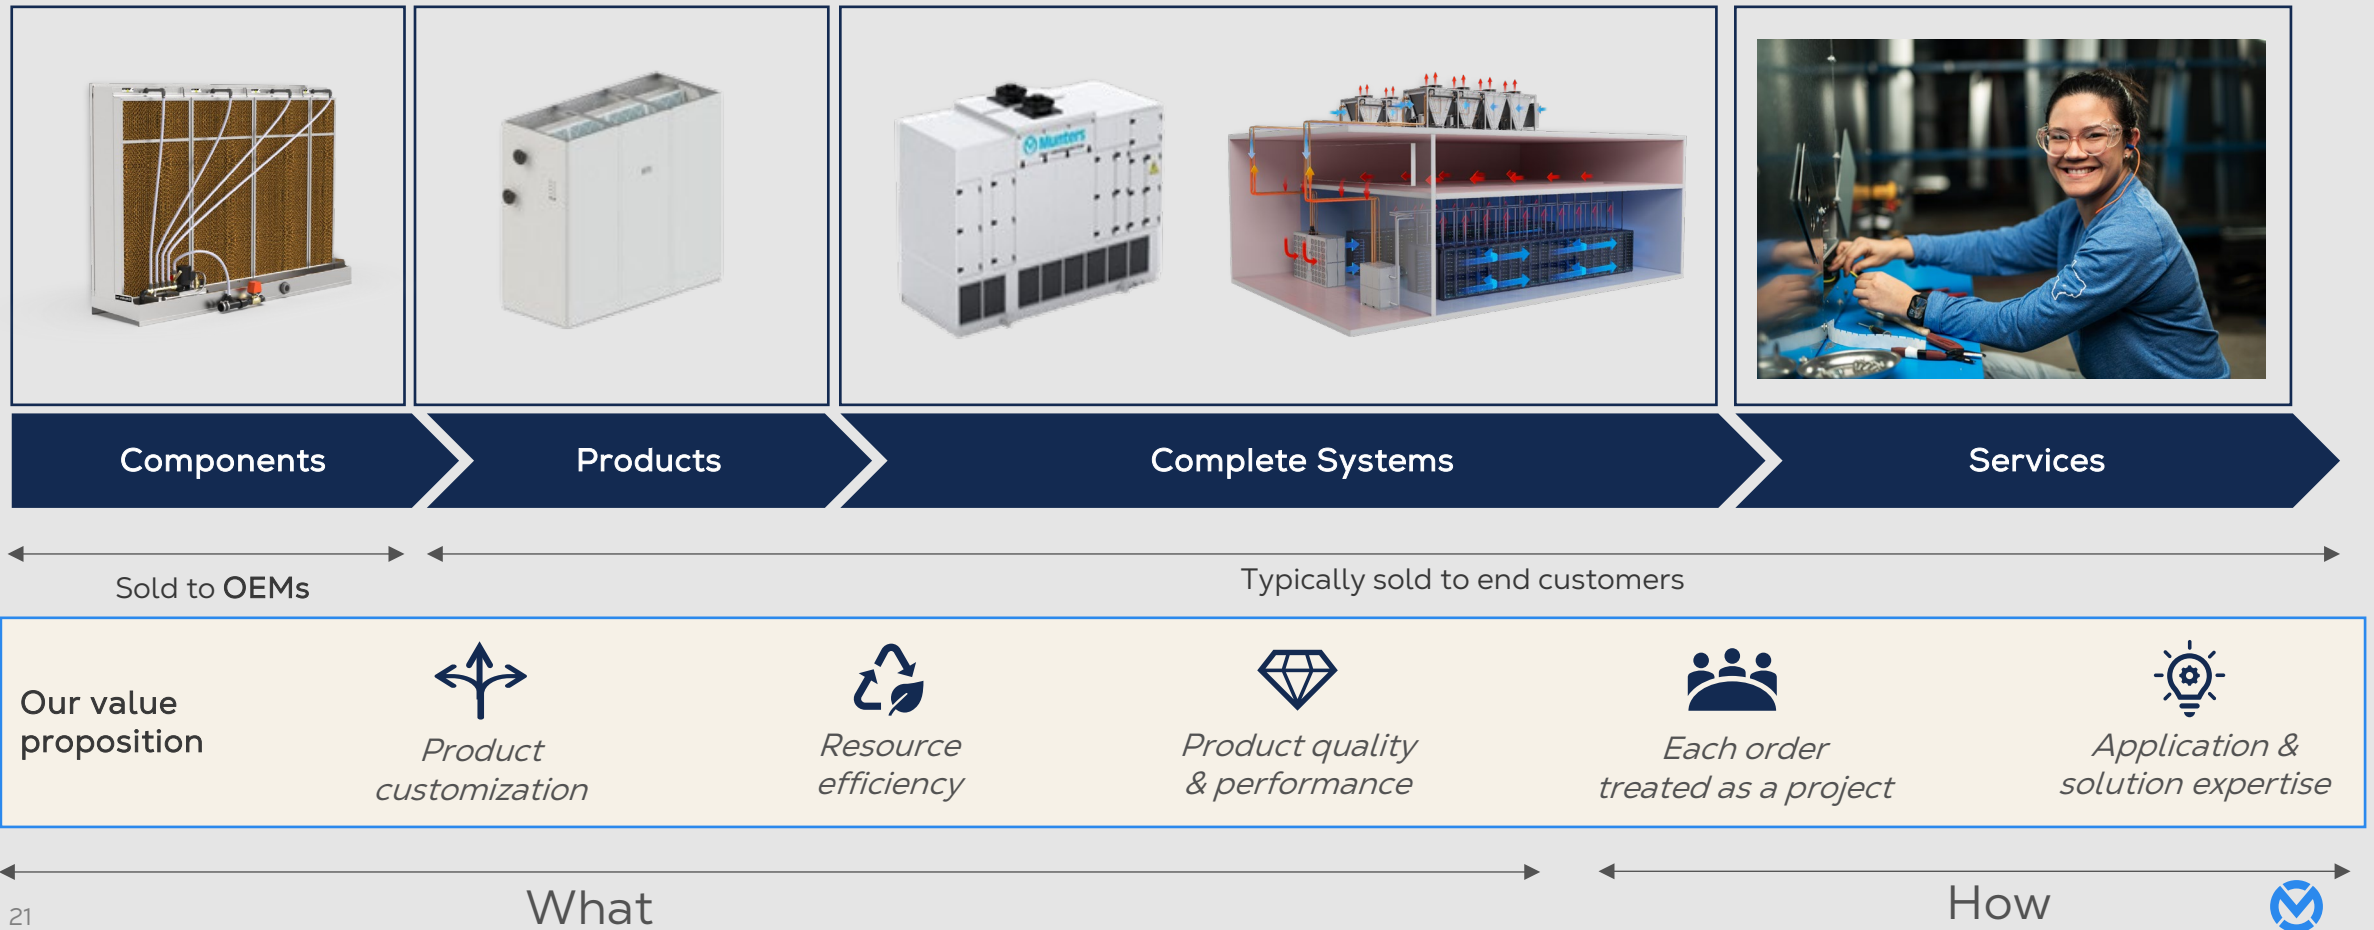 Munters
Components
Products
Complete Systems
Services
Sold to OEMs
Typically sold to end customers
Our value
proposition
Product
customization
Resource
efficiency
Product quality
& performance
Each order
treated as a project
Application &
solution expertise
What
How
21